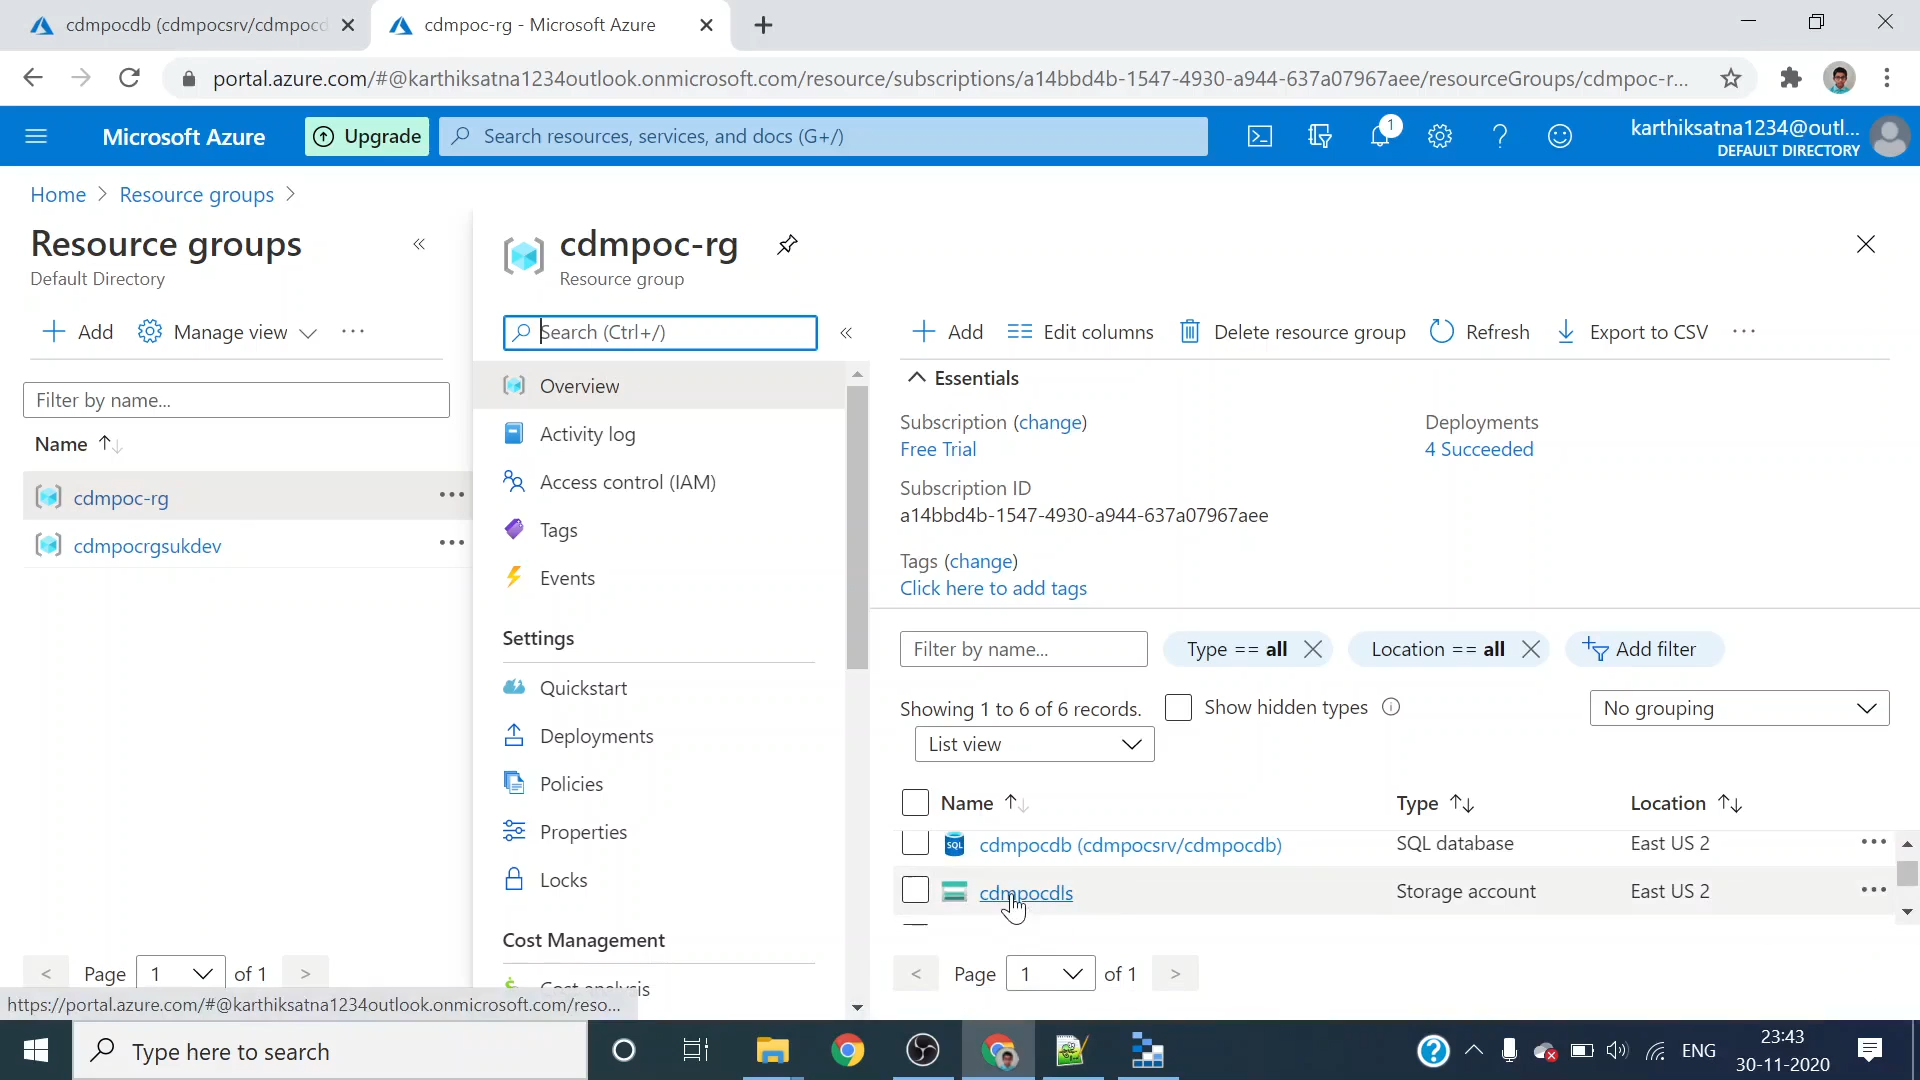 cdmpocdb (cdmpocsrv/cdmpocd
cdmpoc-rg - Microsoft Azure
portal.azure.com/#@karthiksatna1234outlook.onmicrosoft.com/resource/subscriptions/a14bbd4b-1547-4930-a944-637a07967aee/resourceGroups/cdmpoc-r...
Microsoft Azure
Upgrade
Search resources, services, and docs (G+/)
1
karthiksatna1234@outl...
DEFAULT DIRECTORY
Home > Resource groups >
Resource groups
Default Directory
Add
Manage view
Filter by name...
Name
cdmpoc-rg
cdmpocrgsukdev
< Page 1 of 1 >
cdmpoc-rg
Resource group
Search (Ctrl+/)
Overview
Activity log
Access control (IAM)
Tags
Events
Settings
Quickstart
Deployments
Policies
Properties
Locks
Cost Management
Cost analysis
Add
Edit columns
Delete resource group
Refresh
Export to CSV
Essentials
Subscription (change)
Free Trial
Deployments
4 Succeeded
Subscription ID
a14bbd4b-1547-4930-a944-637a07967aee
Tags (change)
Click here to add tags
Filter by name...
Type == all
Location == all
Add filter
Showing 1 to 6 of 6 records.
Show hidden types
No grouping
List view
Name Type Location
SQL cdmpocdb (cdmpocsrv/cdmpocdb) SQL database East US 2
cdmpocdls Storage account East US 2
< Page 1 of 1 >
https://portal.azure.com/#@karthiksatna1234outlook.onmicrosoft.com/reso...
Type here to search
ENG
23:43
30-11-2020